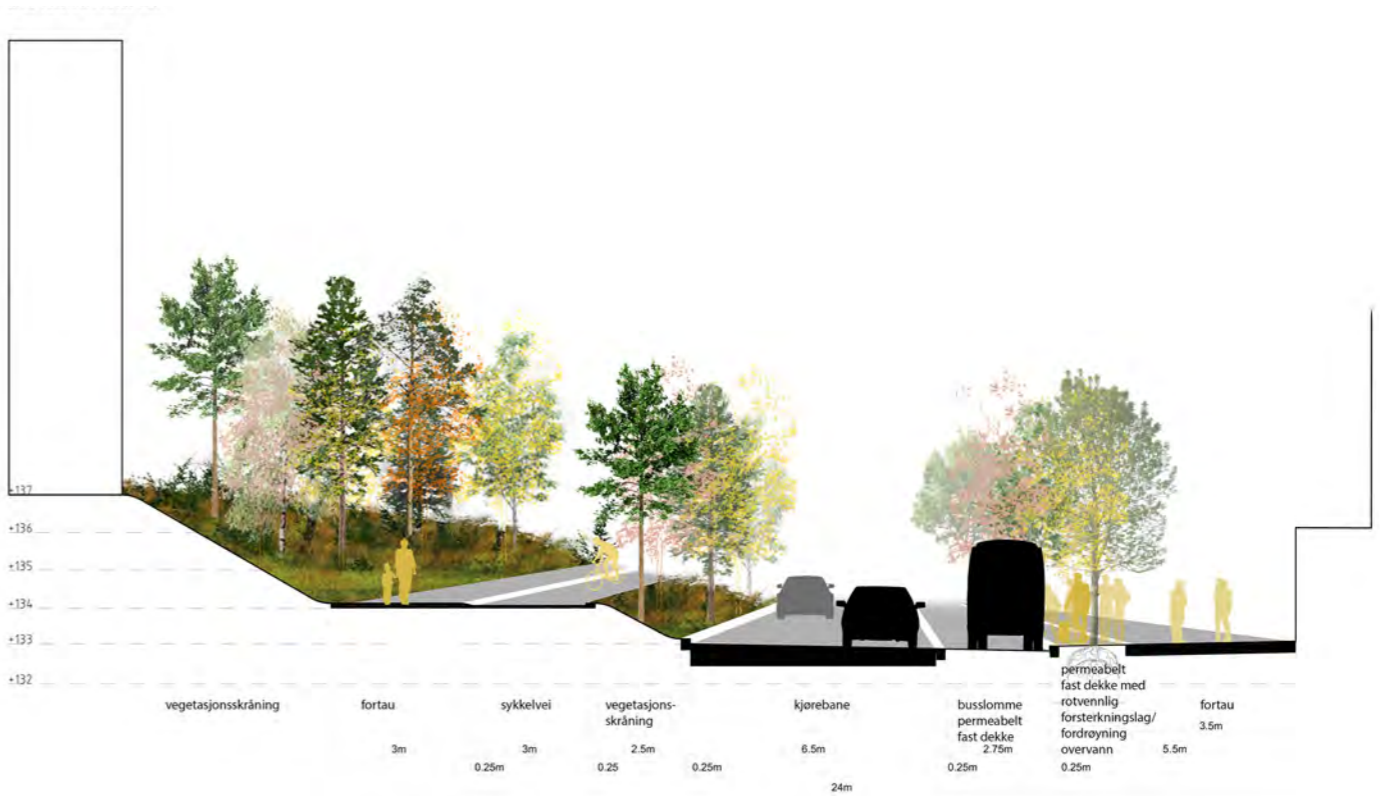 +137
+136
+135
+134
+133
+132
vegetasjonsskråning
fortau
sykkelvei
vegetasjons-
skråning
kjørebane
busslomme
permeabelt
fast dekke
permeabelt
fast dekke med
rotvennlig
forsterkningslag/
fordrøyning
overvann
fortau
3.5m
3m
3m
2.5m
6.5m
2.75m
5.5m
0.25m
0.25
0.25m
0.25m
0.25m
24m